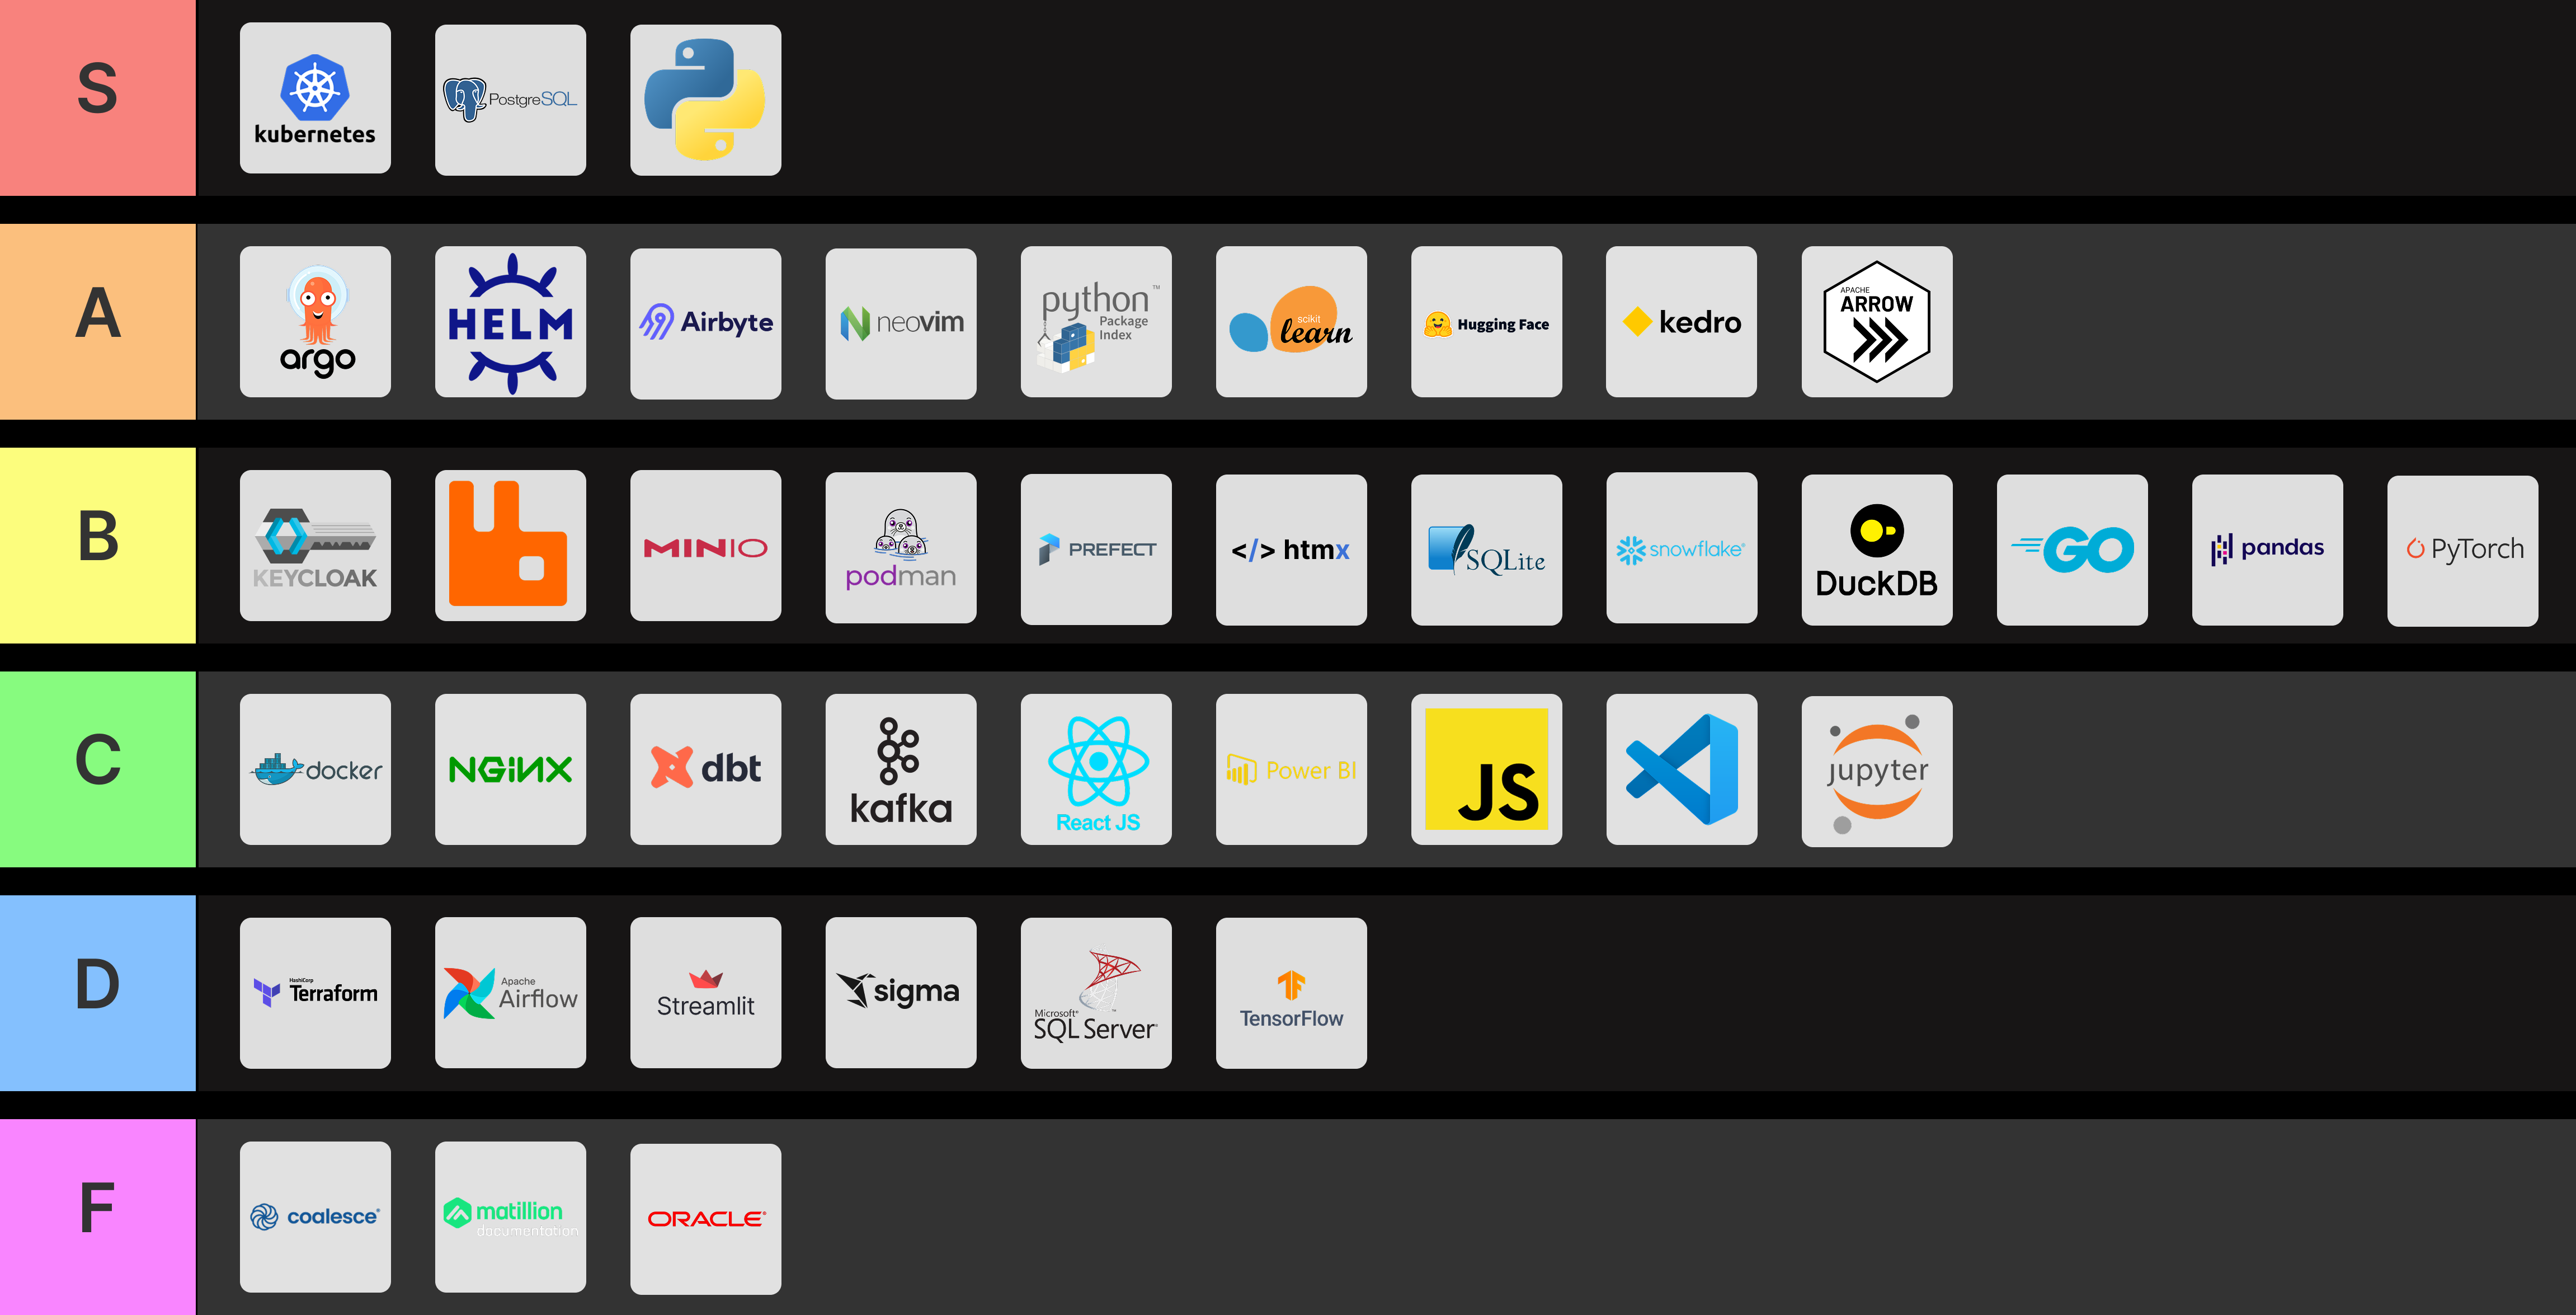 S
kubernetes
PostgreSQL
A
argo
HELM
Airbyte
neovim
python™
Package
Index
scikit
learn
Hugging Face
kedro
APACHE
ARROW
B
KEYCLOAK
MINIO
podman
PREFECT
</> htmx
SQLite
snowflake®
DuckDB
GO
pandas
PyTorch
C
docker
NGINX
dbt
kafka
React JS
Power BI
JS
jupyter
D
HashiCorp
Terraform
Apache
Airflow
Streamlit
sigma
Microsoft®
SQL Server®
TensorFlow
F
coalesce®
matillion
documentation
ORACLE®